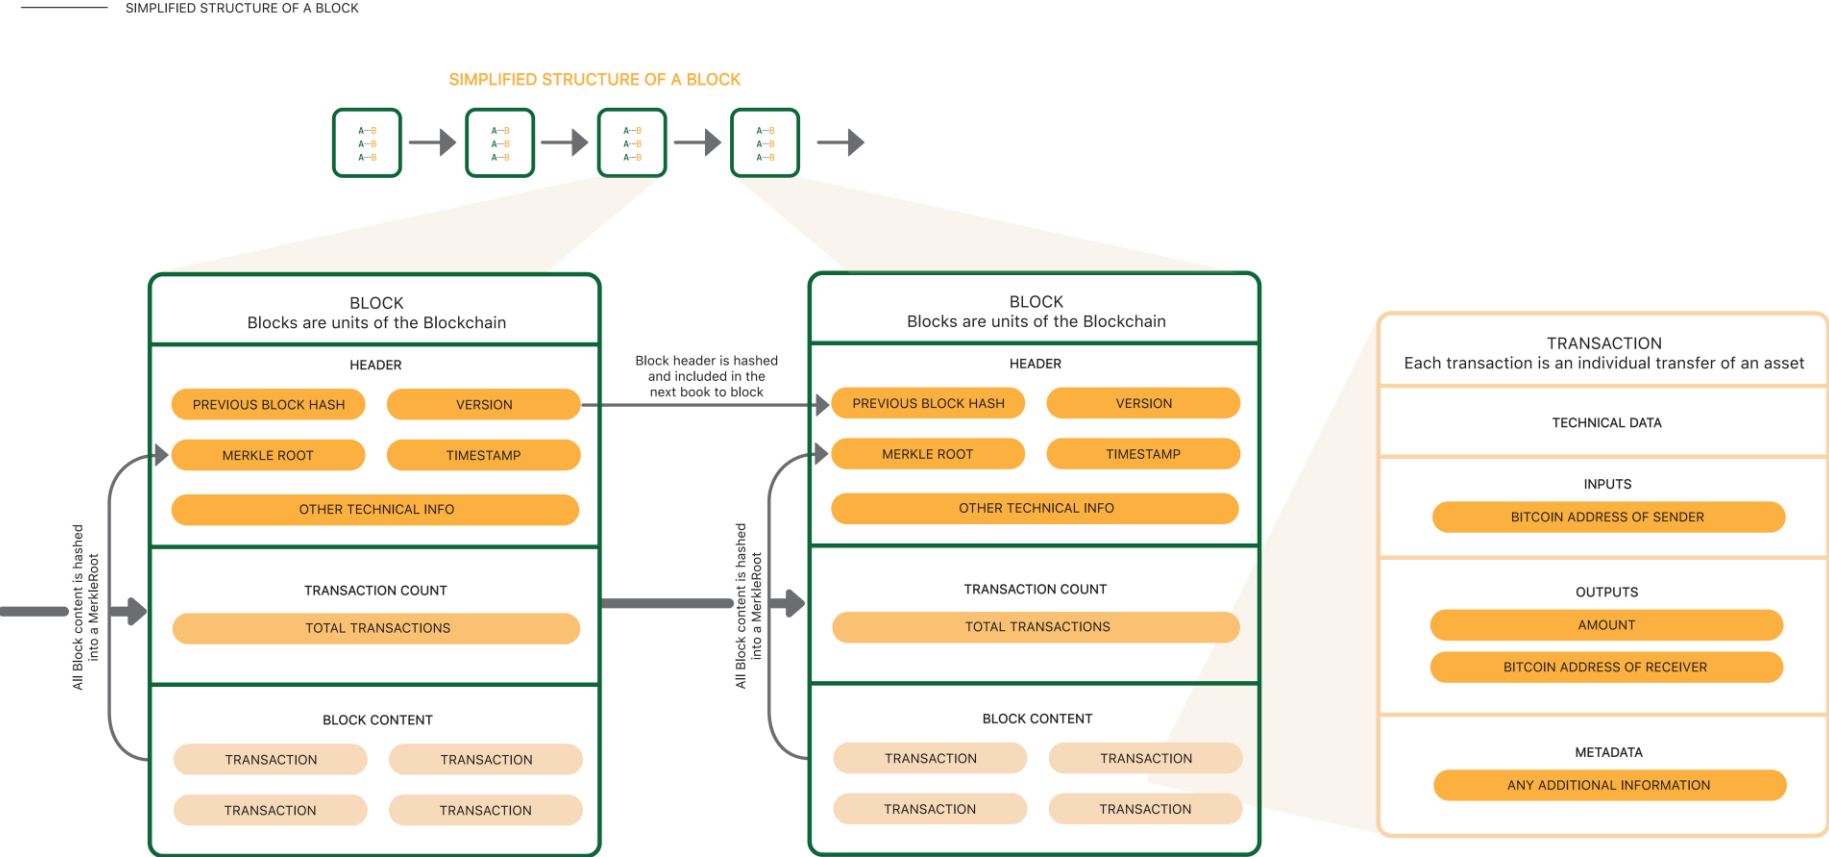 SIMPLIFIED STRUCTURE OF A BLOCK
SIMPLIFIED STRUCTURE OF A BLOCK
A---B
A---B
A---B
A---B
A---B
A---B
A---B
A---B
A---B
A---B
A---B
A---B
BLOCK
Blocks are units of the Blockchain
HEADER
PREVIOUS BLOCK HASH
VERSION
MERKLE ROOT
TIMESTAMP
OTHER TECHNICAL INFO
TRANSACTION COUNT
TOTAL TRANSACTIONS
BLOCK CONTENT
TRANSACTION
TRANSACTION
TRANSACTION
TRANSACTION
All Block content is hashed
into a MerkleRoot
Block header is hashed
and included in the
next book to block
BLOCK
Blocks are units of the Blockchain
HEADER
PREVIOUS BLOCK HASH
VERSION
MERKLE ROOT
TIMESTAMP
OTHER TECHNICAL INFO
TRANSACTION COUNT
TOTAL TRANSACTIONS
BLOCK CONTENT
TRANSACTION
TRANSACTION
TRANSACTION
TRANSACTION
All Block content is hashed
into a MerkleRoot
TRANSACTION
Each transaction is an individual transfer of an asset
TECHNICAL DATA
INPUTS
BITCOIN ADDRESS OF SENDER
OUTPUTS
AMOUNT
BITCOIN ADDRESS OF RECEIVER
METADATA
ANY ADDITIONAL INFORMATION